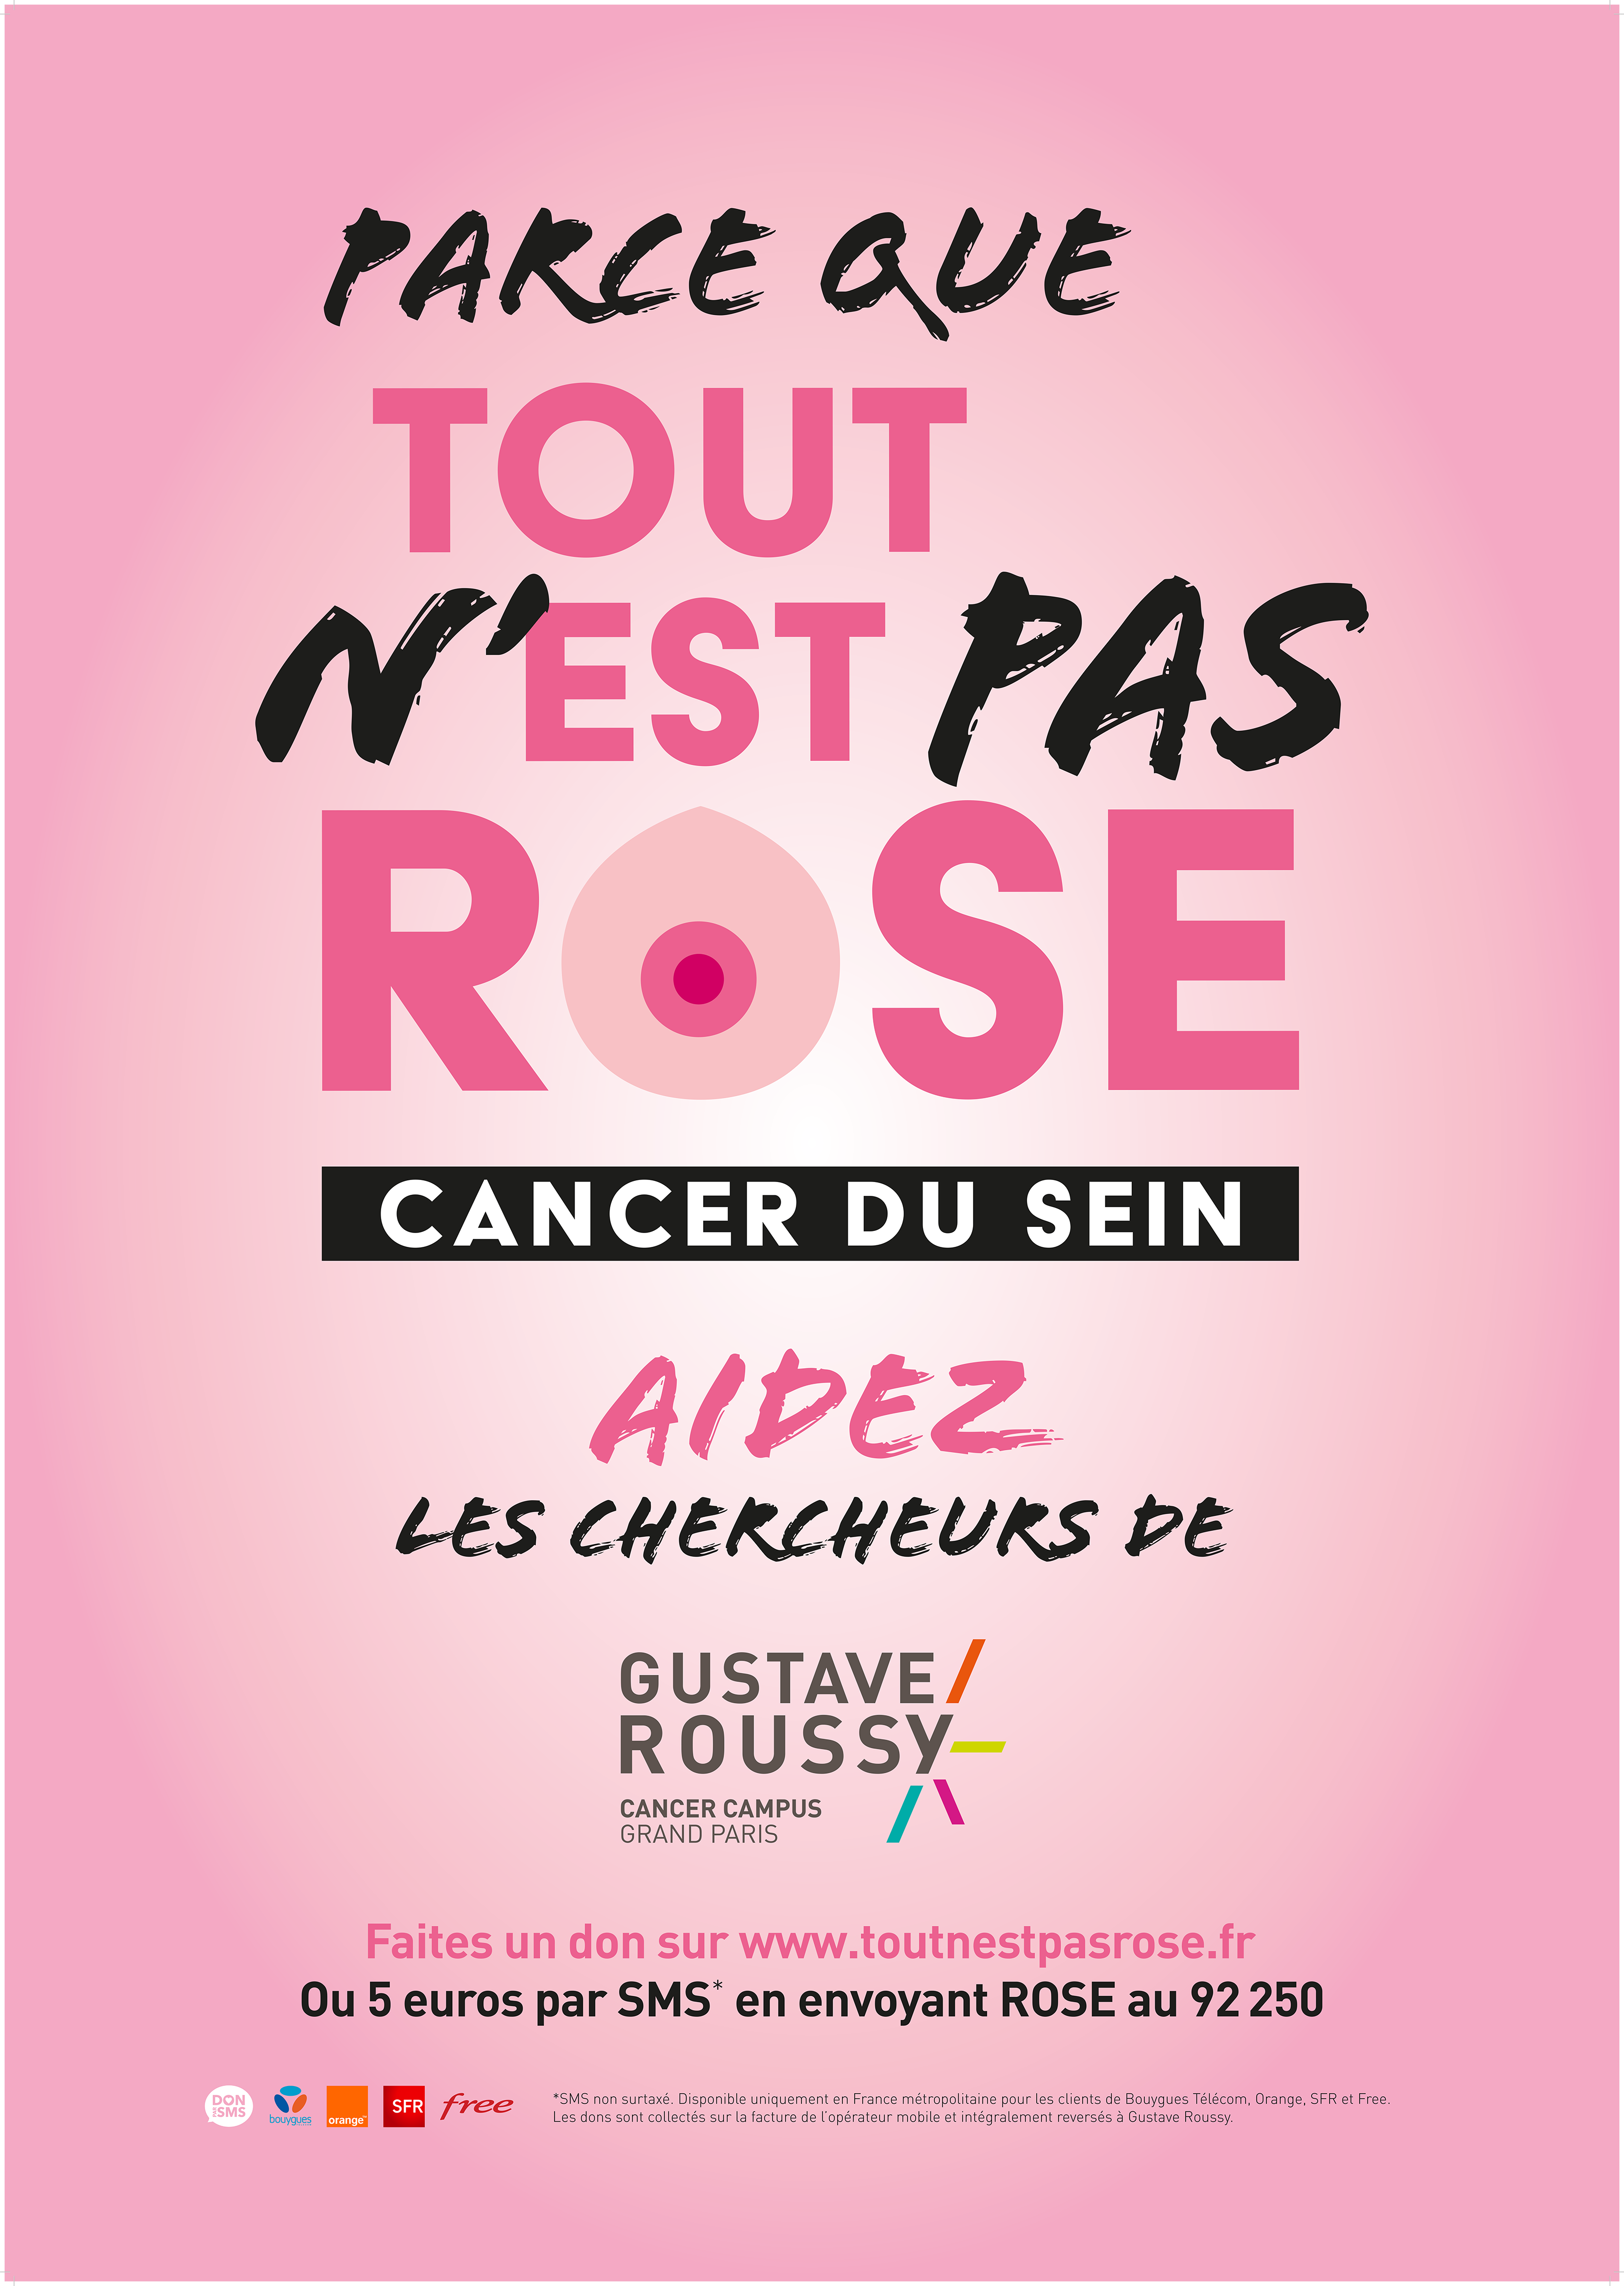 PARCE QUE
TOUT
N'EST PAS
ROSE
CANCER DU SEIN
AIDEZ
LES CHERCHEURS DE
GUSTAVE
ROUSSY
CANCER CAMPUS
GRAND PARIS
Faites un don sur www.toutnestpasrose.fr
Ou 5 euros par SMS* en envoyant ROSE au 92 250
DON PAR SMS bouygues orange SFR free
*SMS non surtaxé. Disponible uniquement en France métropolitaine pour les clients de Bouygues Télécom, Orange, SFR et Free.
Les dons sont collectés sur la facture de l'opérateur mobile et intégralement reversés à Gustave Roussy.